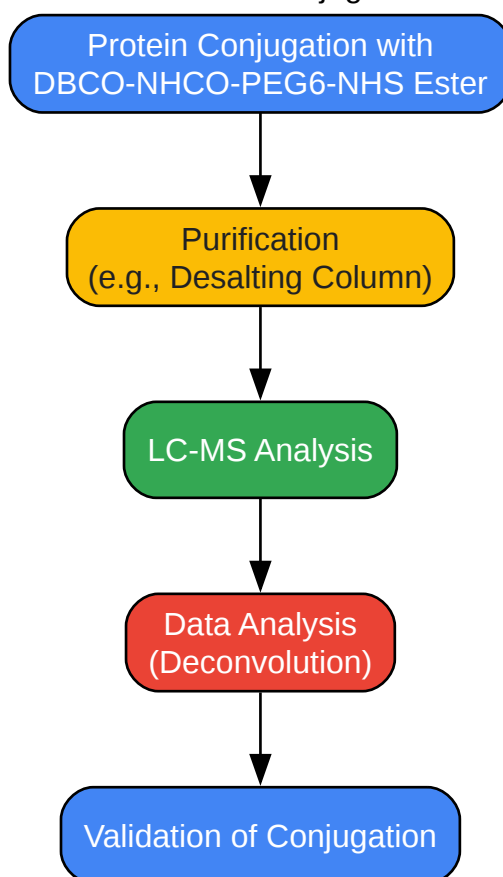 Protein Conjugation with
DBCO-NHCO-PEG6-NHS Ester
Purification
(e.g., Desalting Column)
LC-MS Analysis
Data Analysis
(Deconvolution)
Validation of Conjugation